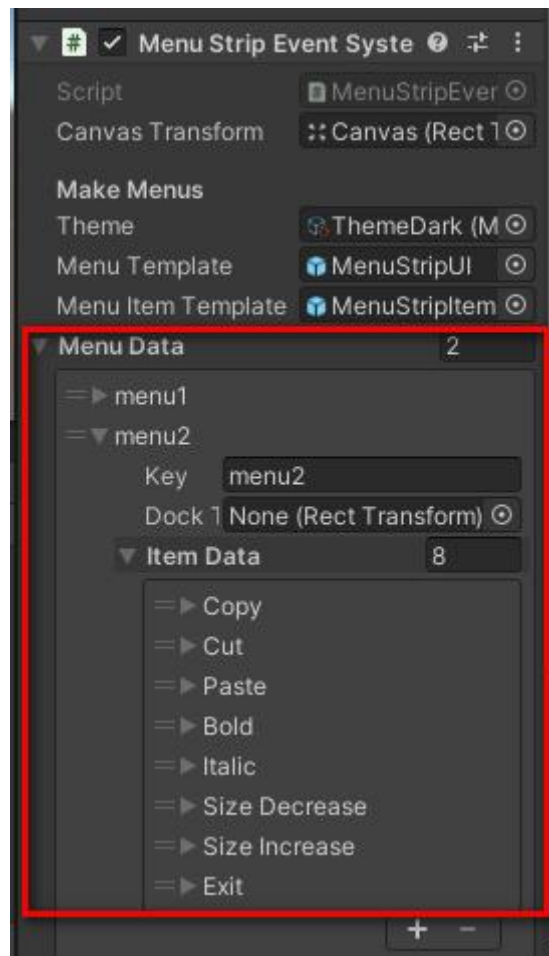 # Menu Strip Event Syste
Script MenuStripEver
Canvas Transform Canvas (Rect T
Make Menus
Theme ThemeDark (M
Menu Template MenuStripUI
Menu Item Template MenuStripItem
Menu Data 2
menu1
menu2
Key menu2
Dock T None (Rect Transform)
Item Data 8
Copy
Cut
Paste
Bold
Italic
Size Decrease
Size Increase
Exit
+ -